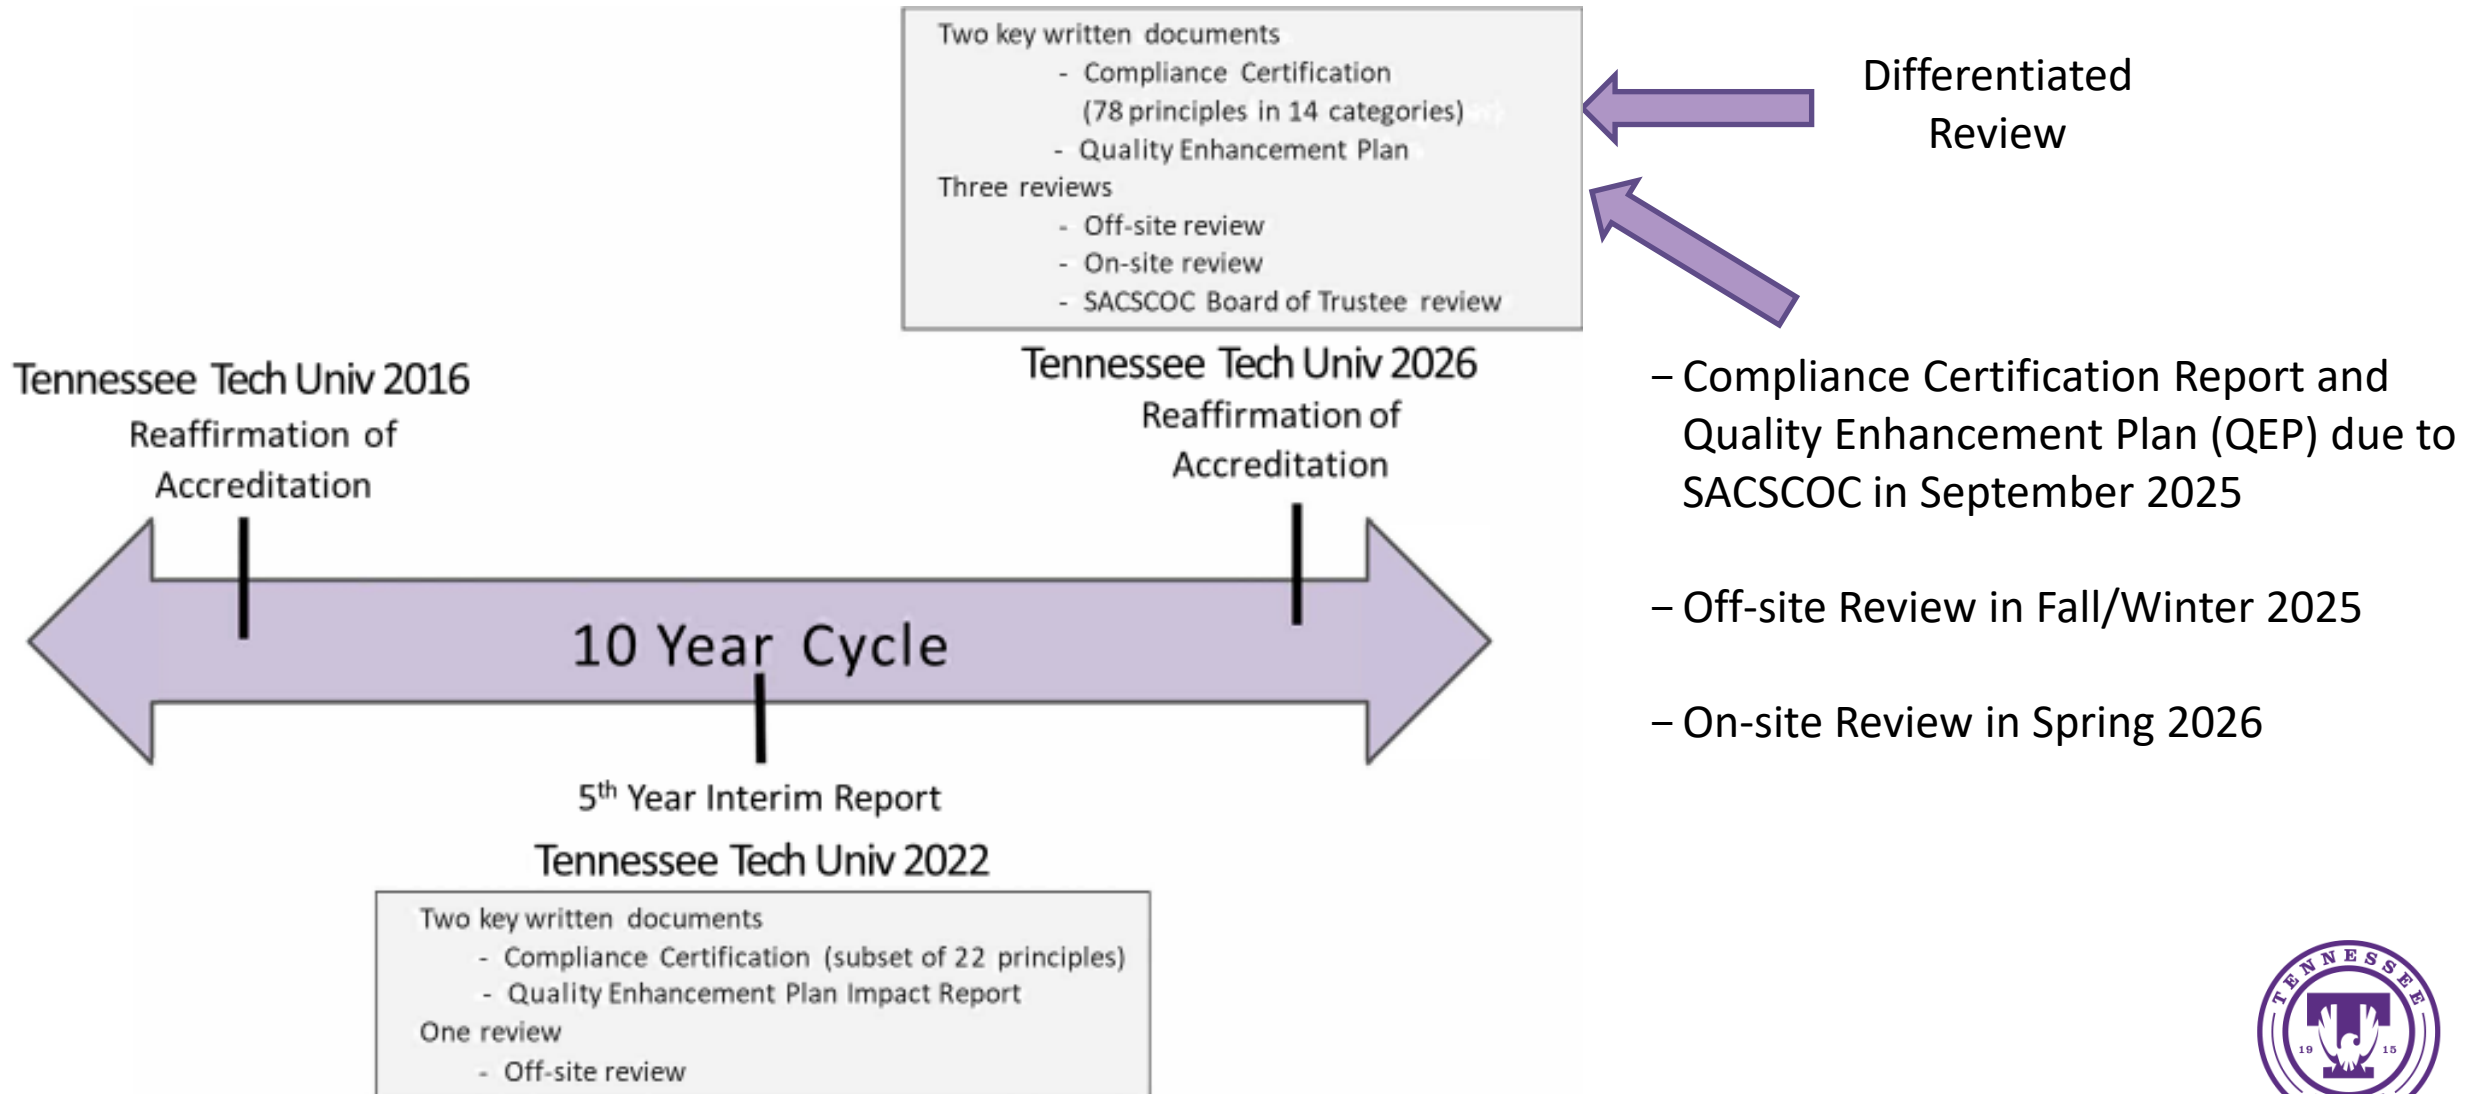 Two key written documents
- Compliance Certification
(78 principles in 14 categories)
- Quality Enhancement Plan
Three reviews
- Off-site review
- On-site review
- SACSCOC Board of Trustee review
Differentiated
Review
Tennessee Tech Univ 2016
Reaffirmation of
Accreditation
Tennessee Tech Univ 2026
Reaffirmation of
Accreditation
– Compliance Certification Report and
Quality Enhancement Plan (QEP) due to
SACSCOC in September 2025
– Off-site Review in Fall/Winter 2025
– On-site Review in Spring 2026
10 Year Cycle
5th Year Interim Report
Tennessee Tech Univ 2022
Two key written documents
- Compliance Certification (subset of 22 principles)
- Quality Enhancement Plan Impact Report
One review
- Off-site review
TENNESSEE
T
19 15